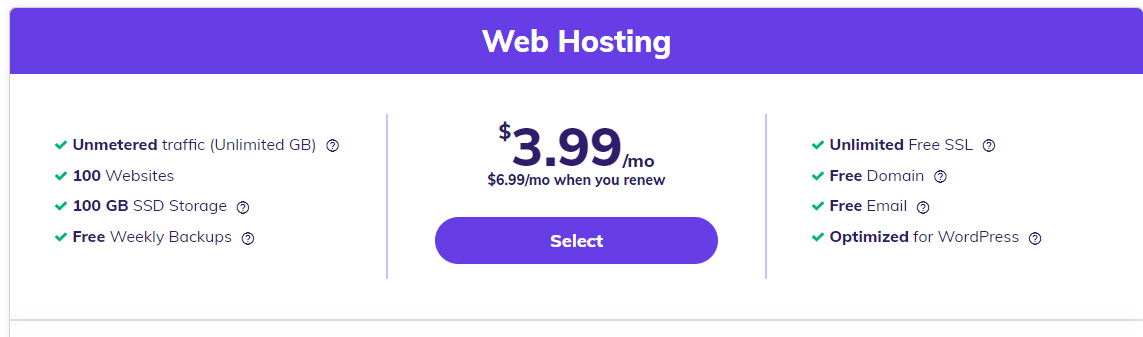 Web Hosting
Unmetered traffic (Unlimited GB)
100 Websites
100 GB SSD Storage
Free Weekly Backups
$3.99/mo
$6.99/mo when you renew
Select
Unlimited Free SSL
Free Domain
Free Email
Optimized for WordPress